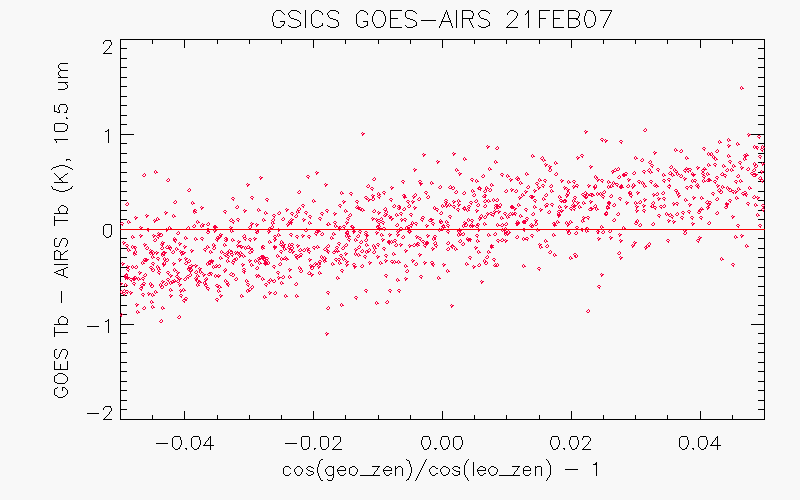 GSICS GOES-AIRS 21FEB07
GOES Tb - AIRS Tb (K), 10.5 um
2
1
0
-1
-2
-0.04 -0.02 0.00 0.02 0.04
cos(geo_zen)/cos(leo_zen) - 1